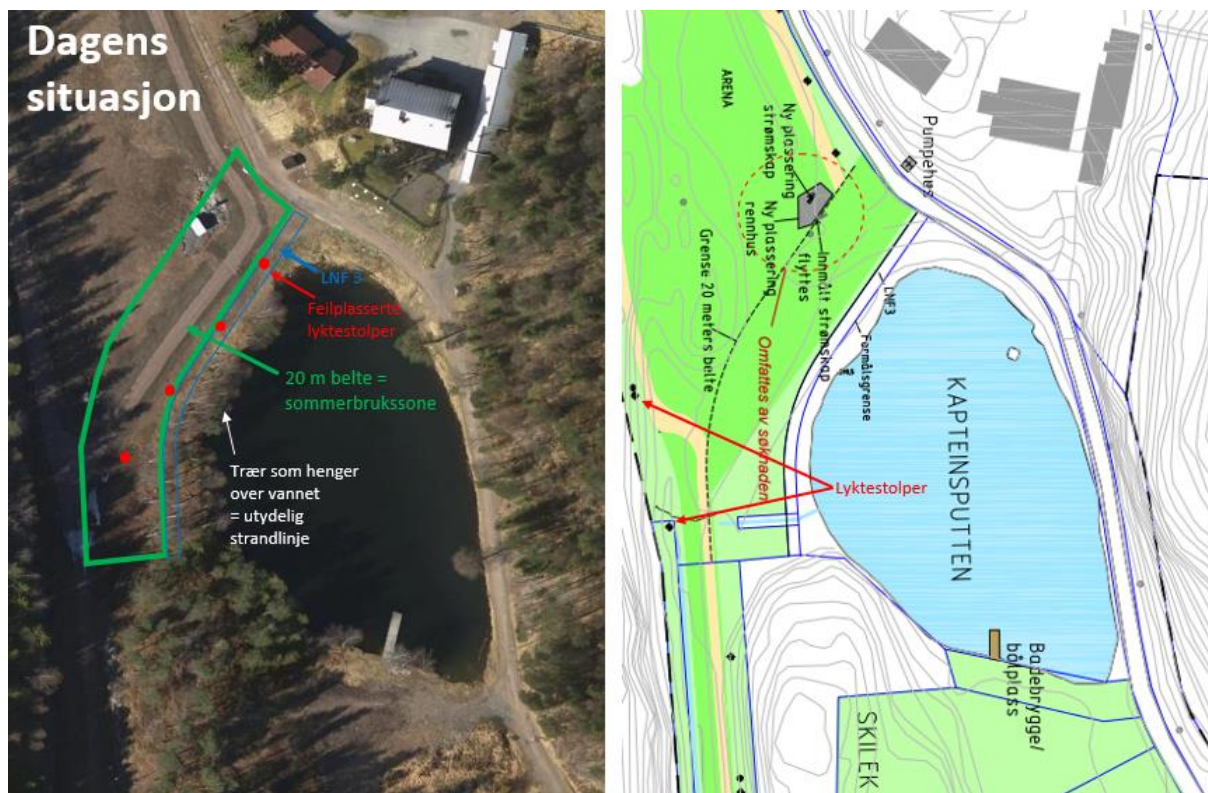 Dagens
situasjon
LNF 3
Feilplasserte
lyktestolper
20 m belte =
sommerbrukssone
Trær som henger
over vannet
= utydelig
strandlinje
ARENA
Ny plassering
strømskap
Ny plassering
rennhus
Innmålt strømskap
flyttes
Grense 20 meters belte
Omfattes av søknaden
Pumpehus
LNF3
Formålsgrense
KAPTEINSPUTTEN
Lyktestolper
Badebrygge/
bålplass
SKILEK